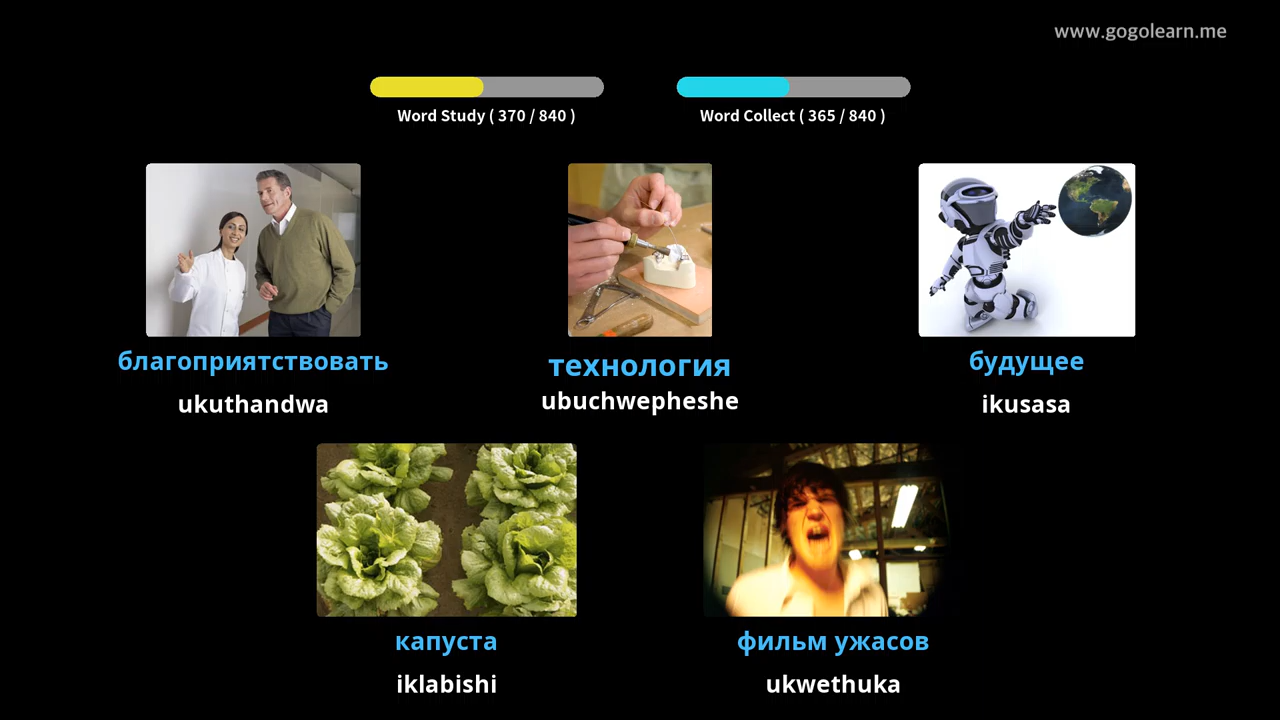 www.gogolearn.me
Word Study ( 370 / 840 )
Word Collect ( 365 / 840 )
благоприятствовать
ukuthandwa
технология
ubuchwepheshe
будущее
ikusasa
капуста
iklabishi
фильм ужасов
ukwethuka